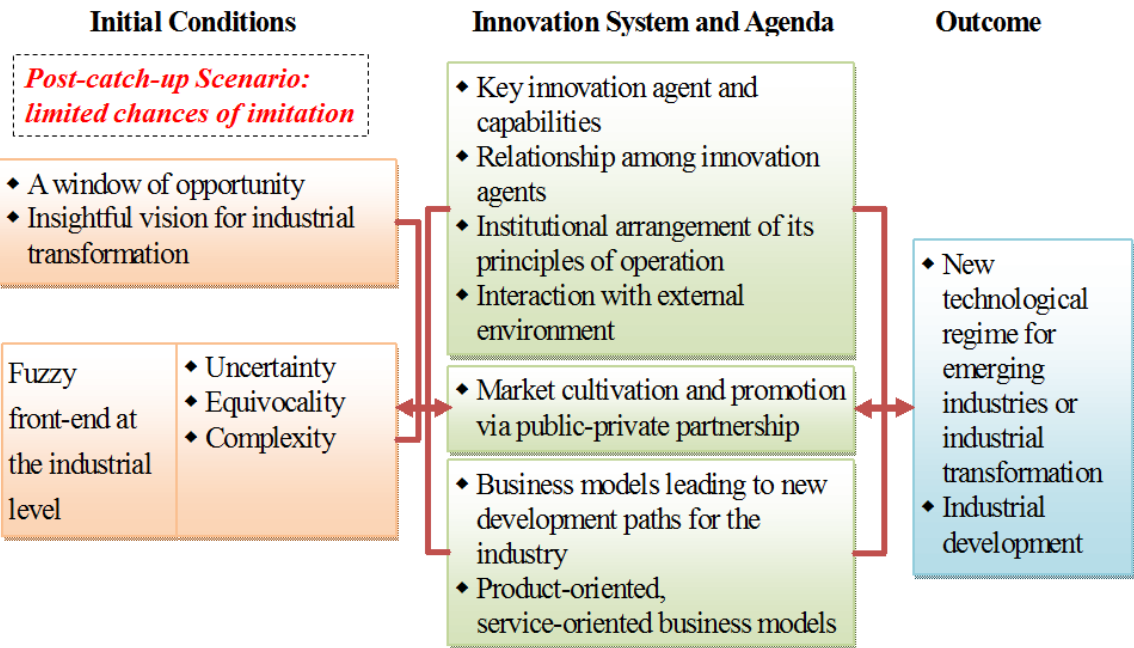 Initial Conditions
Post-catch-up Scenario:
limited chances of imitation
◆ A window of opportunity
◆ Insightful vision for industrial
transformation
Fuzzy
front-end at
the industrial
level
◆ Uncertainty
◆ Equivocality
◆ Complexity
Innovation System and Agenda
◆ Key innovation agent and
capabilities
◆ Relationship among innovation
agents
◆ Institutional arrangement of its
principles of operation
◆ Interaction with external
environment
◆ Market cultivation and promotion
via public-private partnership
◆ Business models leading to new
development paths for the
industry
◆ Product-oriented,
service-oriented business models
Outcome
◆ New
technological
regime for
emerging
industries or
industrial
transformation
◆ Industrial
development